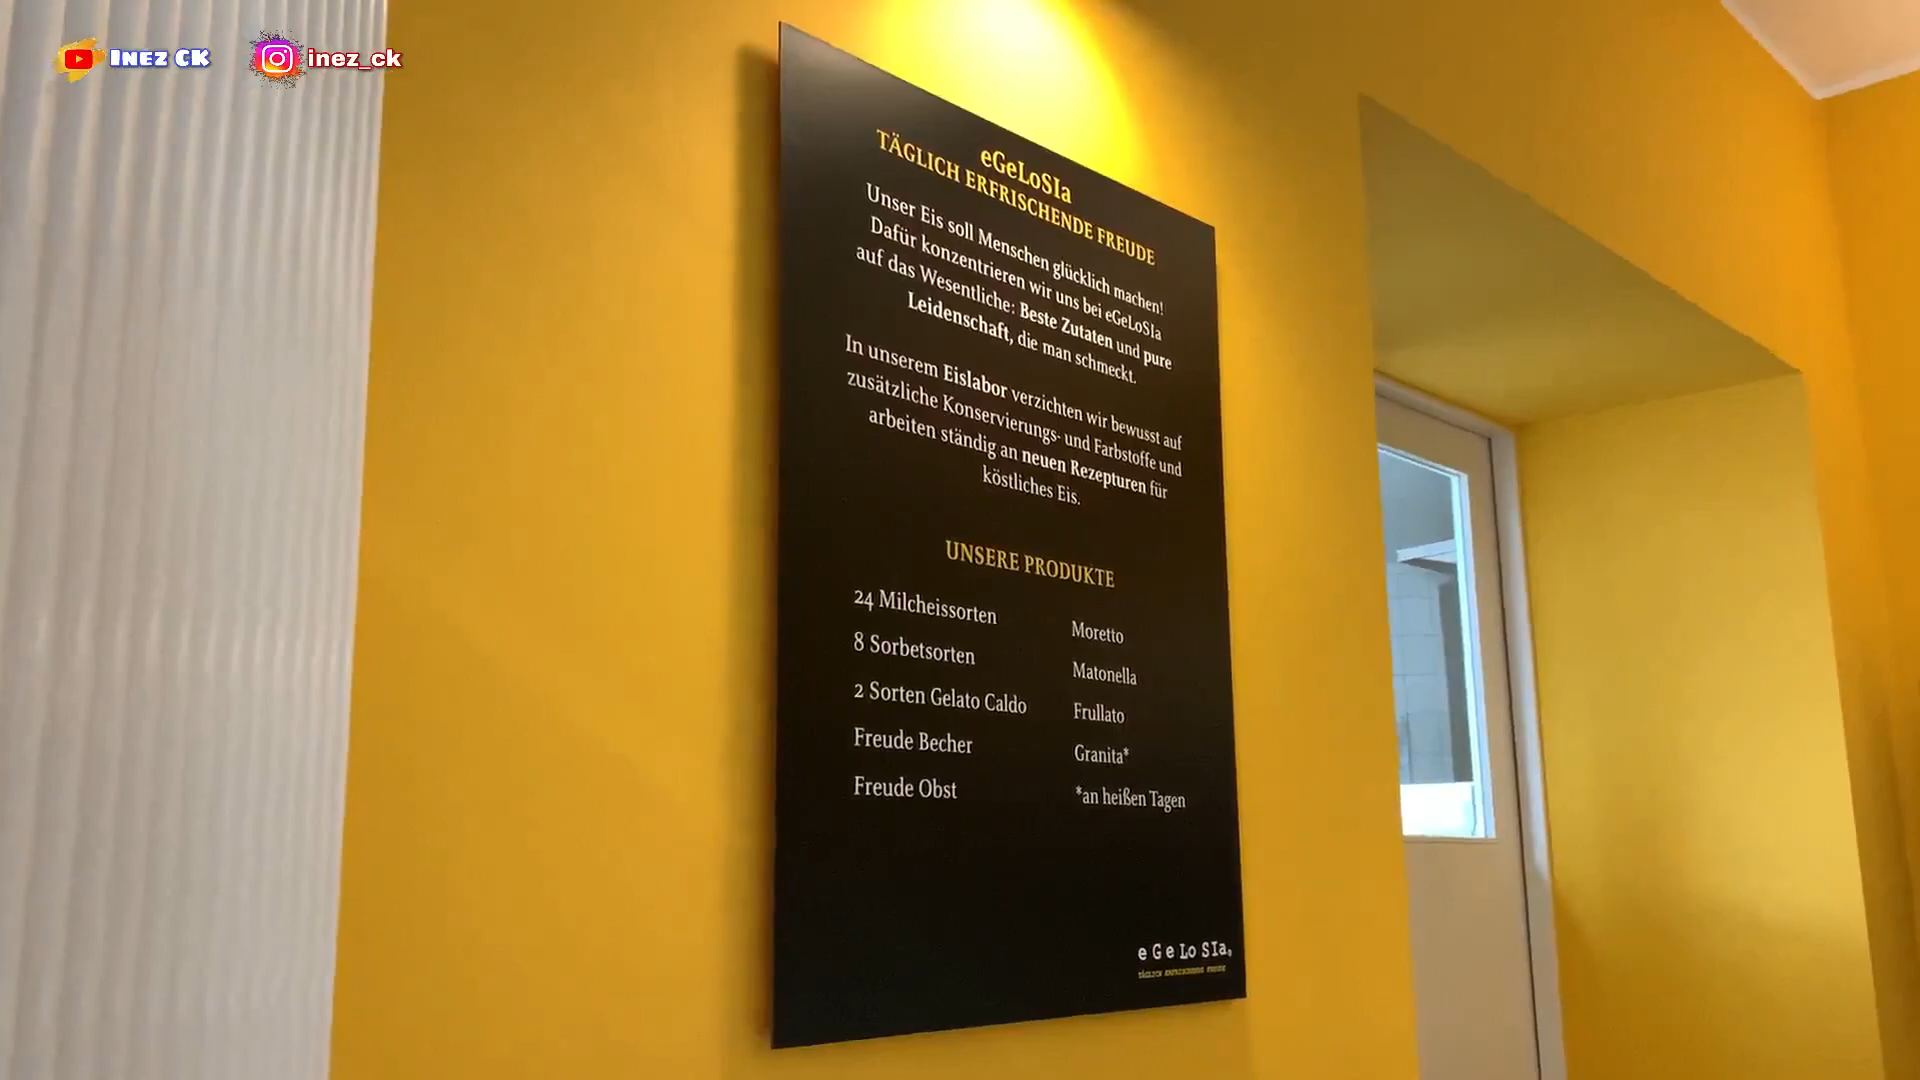 Inez CK
inez_ck
eGeLoSIa
TÄGLICH ERFRISCHENDE FREUDE
Unser Eis soll Menschen glücklich machen!
Dafür konzentrieren wir uns bei eGeLoSIa
auf das Wesentliche: Beste Zutaten und pure
Leidenschaft, die man schmeckt.
In unserem Eislabor verzichten wir bewusst auf
zusätzliche Konservierungs- und Farbstoffe und
arbeiten ständig an neuen Rezepturen für
köstliches Eis.
UNSERE PRODUKTE
24 Milcheissorten
8 Sorbetsorten
2 Sorten Gelato Caldo
Freude Becher
Freude Obst
Moretto
Matonella
Frullato
Granita*
*an heißen Tagen
eGeLoSIa
TÄGLICH ERFRISCHENDE FREUDE